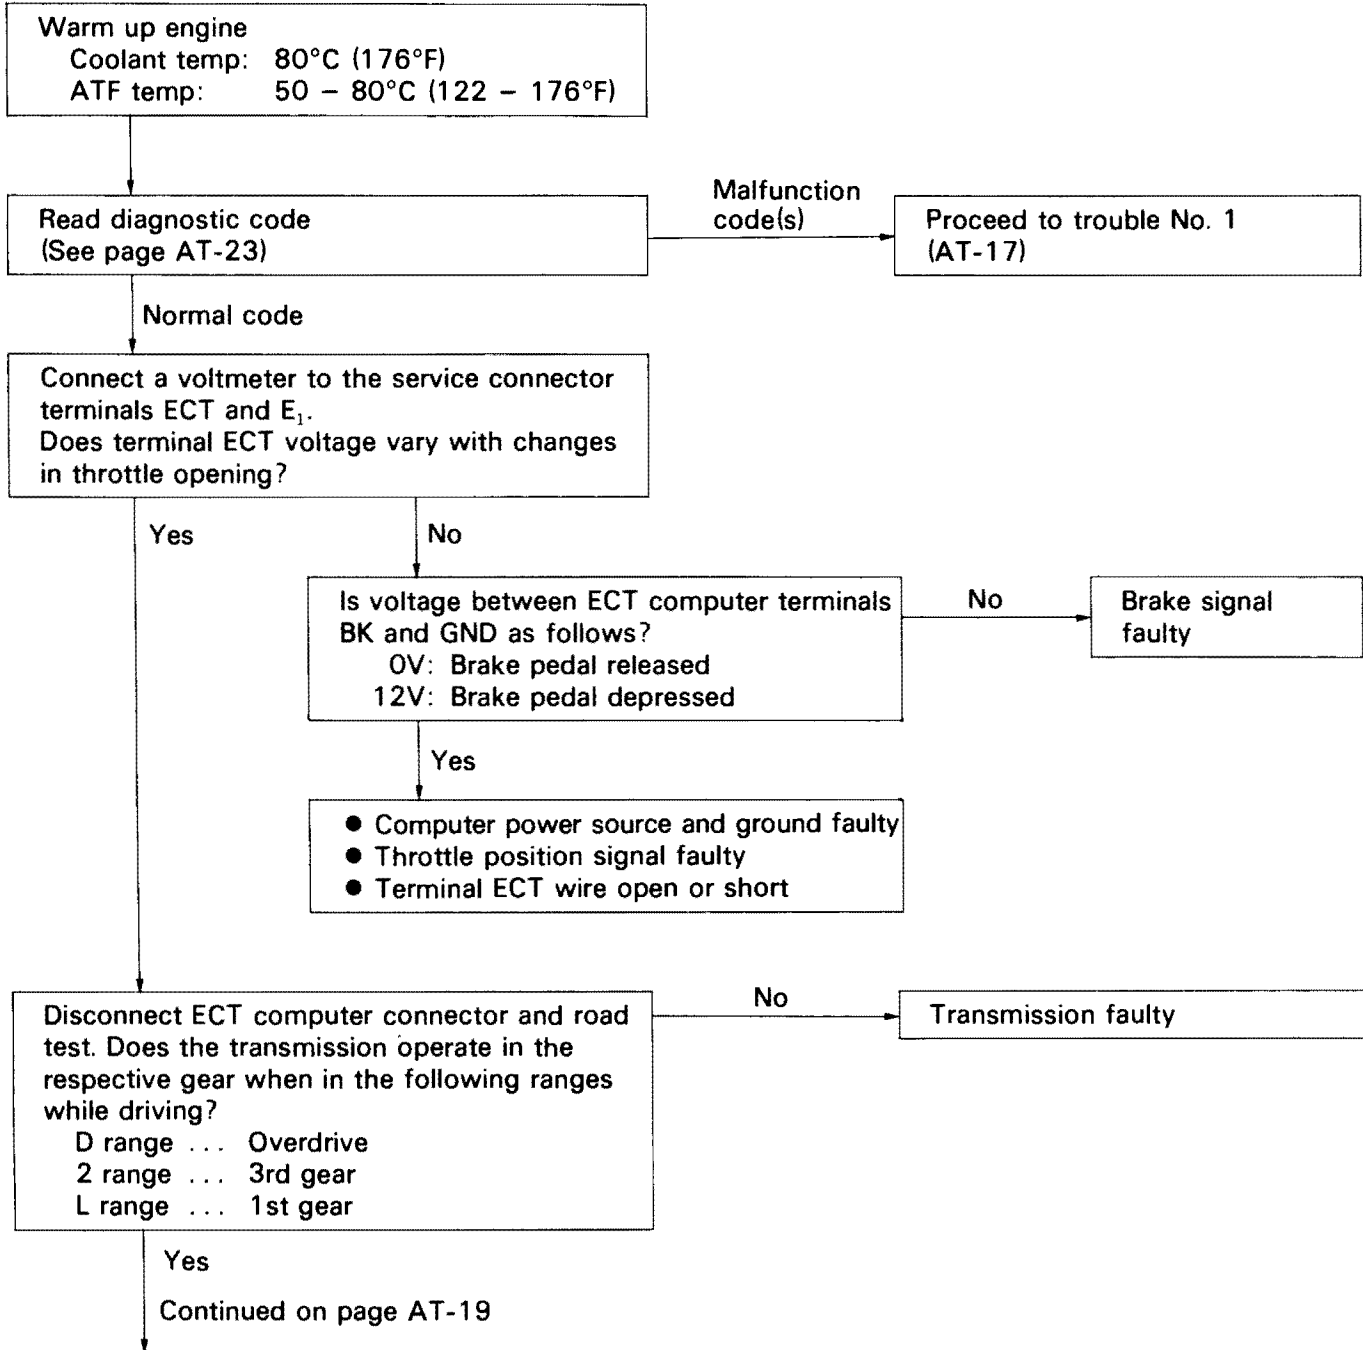 Warm up engine
Coolant temp: 80°C (176°F)
ATF temp: 50 – 80°C (122 – 176°F)
Read diagnostic code
(See page AT-23)
Malfunction
code(s)
Proceed to trouble No. 1
(AT-17)
Normal code
Connect a voltmeter to the service connector
terminals ECT and E₁.
Does terminal ECT voltage vary with changes
in throttle opening?
Yes
No
Is voltage between ECT computer terminals
BK and GND as follows?
0V: Brake pedal released
12V: Brake pedal depressed
No
Brake signal
faulty
Yes
● Computer power source and ground faulty
● Throttle position signal faulty
● Terminal ECT wire open or short
Disconnect ECT computer connector and road
test. Does the transmission operate in the
respective gear when in the following ranges
while driving?
D range ... Overdrive
2 range ... 3rd gear
L range ... 1st gear
No
Transmission faulty
Yes
Continued on page AT-19